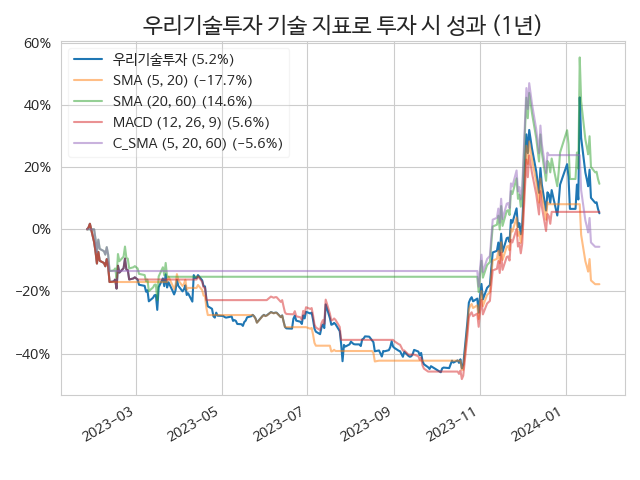 우리기술투자 기술 지표로 투자 시 성과 (1년)
60%
40%
20%
0%
−20%
−40%
우리기술투자 (5.2%)
SMA (5, 20) (−17.7%)
SMA (20, 60) (14.6%)
MACD (12, 26, 9) (5.6%)
C_SMA (5, 20, 60) (−5.6%)
2023−03
2023−05
2023−07
2023−09
2023−11
2024−01